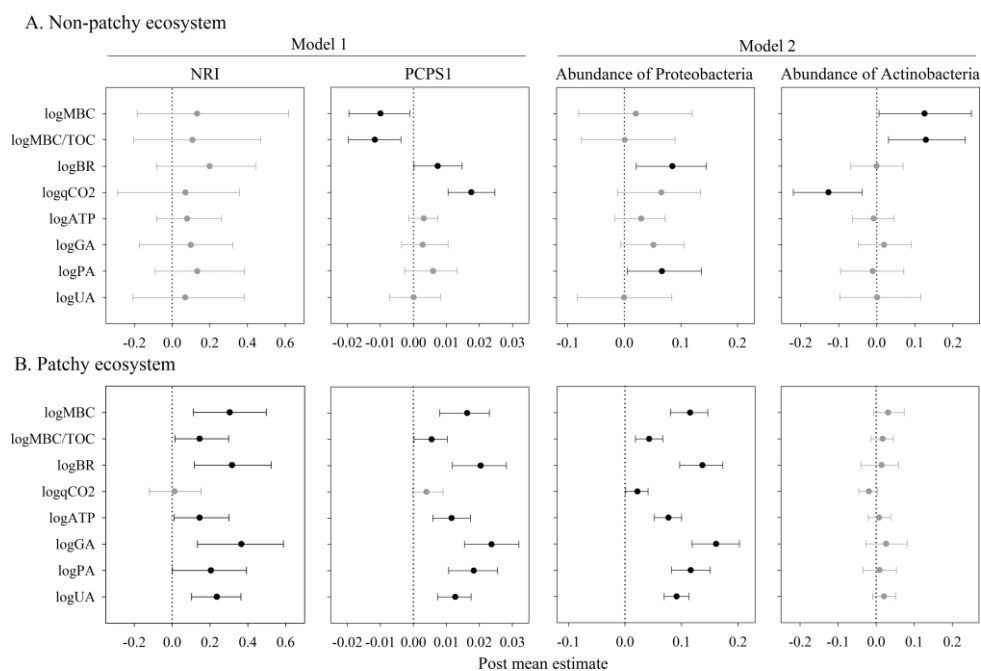 A. Non-patchy ecosystem
Model 1
Model 2
NRI
PCPS1
Abundance of Proteobacteria
Abundance of Actinobacteria
logMBC
logMBC/TOC
logBR
logqCO2
logATP
logGA
logPA
logUA
-0.2 0.0 0.2 0.4 0.6
-0.02 -0.01 0.00 0.01 0.02 0.03
-0.1 0.0 0.1 0.2
-0.2 -0.1 0.0 0.1 0.2
B. Patchy ecosystem
logMBC
logMBC/TOC
logBR
logqCO2
logATP
logGA
logPA
logUA
-0.2 0.0 0.2 0.4 0.6
-0.02 -0.01 0.00 0.01 0.02 0.03
-0.1 0.0 0.1 0.2
-0.2 -0.1 0.0 0.1 0.2
Post mean estimate